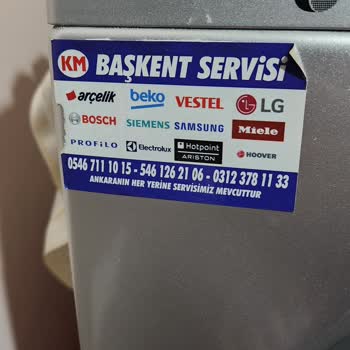 KM BAŞKENT SERVİSİ
arçelik beko VESTEL LG
BOSCH SIEMENS SAMSUNG Miele
PROFiLO Electrolux Hotpoint ARISTON HOOVER
0546 711 10 15 - 546 126 21 06 - 0312 378 11 33
ANKARANIN HER YERİNE SERVİSİMİZ MEVCUTTUR